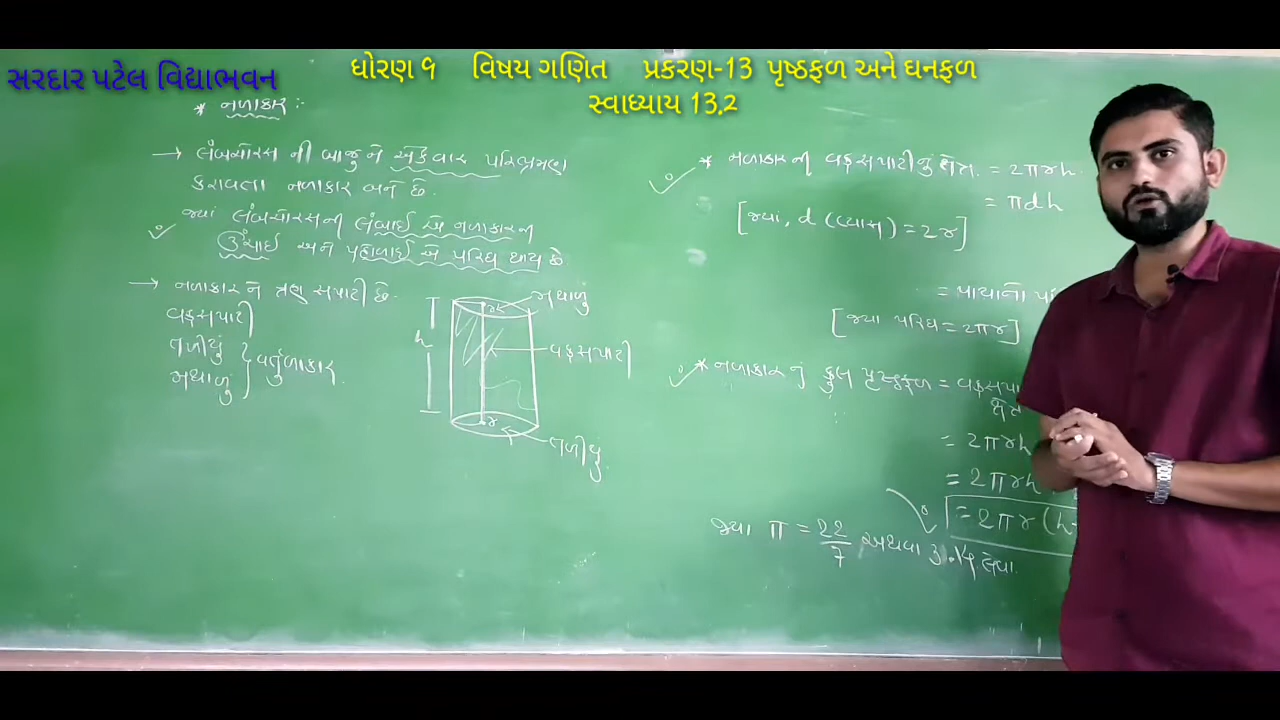 સરદાર પટેલ વિદ્યાભવન
ધોરણ ૧ વિષય ગણિત પ્રકરણ-13 પૃષ્ઠફળ અને ઘનફળ
સ્વાધ્યાય 13.2
* નળાકાર :-
→ લંબચોરસ ની બાજુ ને એકવાર પરિભ્રમણ
કરાવતા નળાકાર બને છે.
જ્યાં લંબચોરસની લંબાઈ એ નળાકારની
ઊંચાઈ અને પહોળાઈ એ પરિઘ થાય છે.
→ નળાકાર ને ત્રણ સપાટી છે.
વક્રસપાટી
તળીયું
મથાળું } વર્તુળાકાર.
મથાળું
h
r
વક્રસપાટી
r
તળીયું
* નળાકાર ની વક્રસપાટીનું ક્ષેત્ર. = 2πrh.
= πdh
[જ્યાં, d (વ્યાસ) = 2r]
= પાયાનો
[જ્યા પરિઘ = 2πr]
* નળાકાર નું કુલ પૃષ્ઠફળ = વક્રસપા
ક્ષેત્ર
= 2πrh
= 2πrh
= 2πr (h
જ્યા π = 22/7 અથવા 3.14 લેવા.